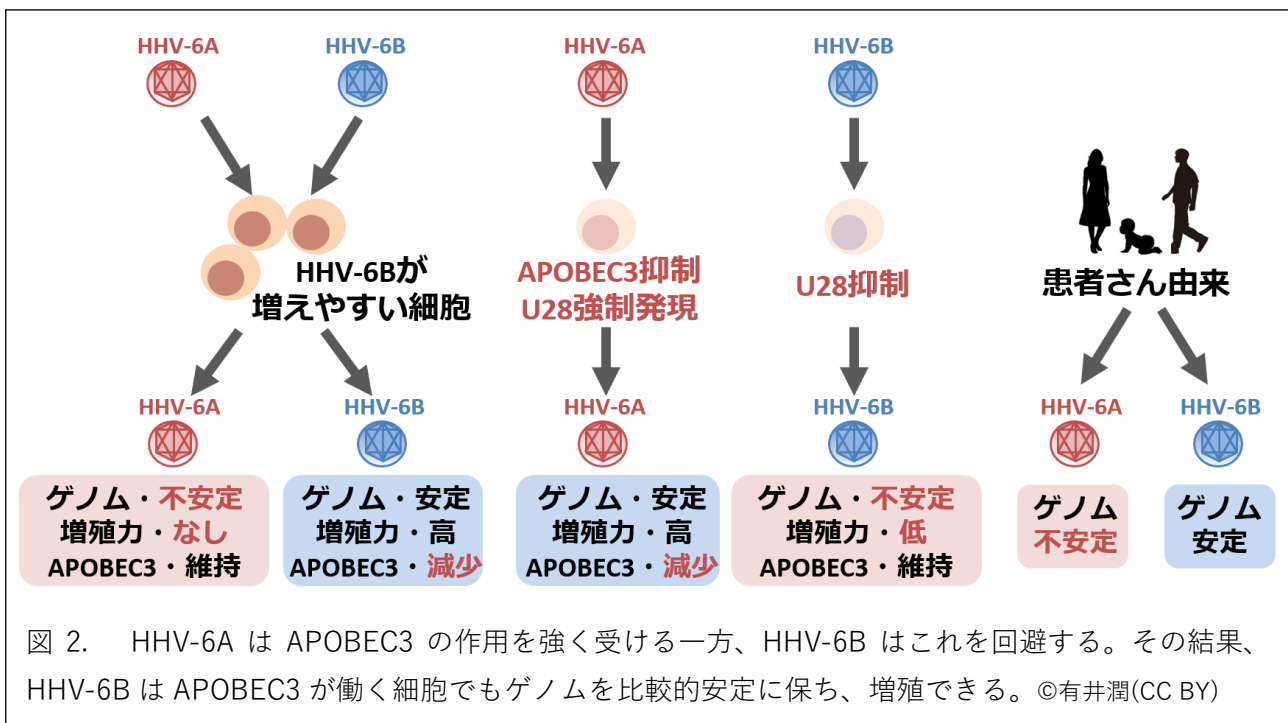 HHV-6A
HHV-6B
HHV-6A
HHV-6B
HHV-6Bが
増えやすい細胞
APOBEC3抑制
U28強制発現
U28抑制
患者さん由来
HHV-6A
HHV-6B
HHV-6A
HHV-6B
HHV-6A
HHV-6B
ゲノム・不安定
増殖力・なし
APOBEC3・維持
ゲノム・安定
増殖力・高
APOBEC3・減少
ゲノム・安定
増殖力・高
APOBEC3・減少
ゲノム・不安定
増殖力・低
APOBEC3・維持
ゲノム
不安定
ゲノム
安定
図 2. HHV-6A は APOBEC3 の作用を強く受ける一方、HHV-6B はこれを回避する。その結果、
HHV-6B は APOBEC3 が働く細胞でもゲノムを比較的安定に保ち、増殖できる。©有井潤(CC BY)